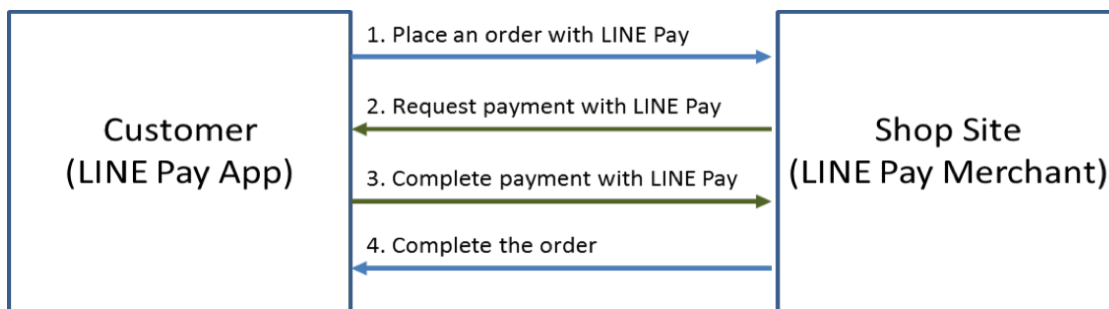 1. Place an order with LINE Pay
2. Request payment with LINE Pay
Customer
(LINE Pay App)
Shop Site
(LINE Pay Merchant)
3. Complete payment with LINE Pay
4. Complete the order